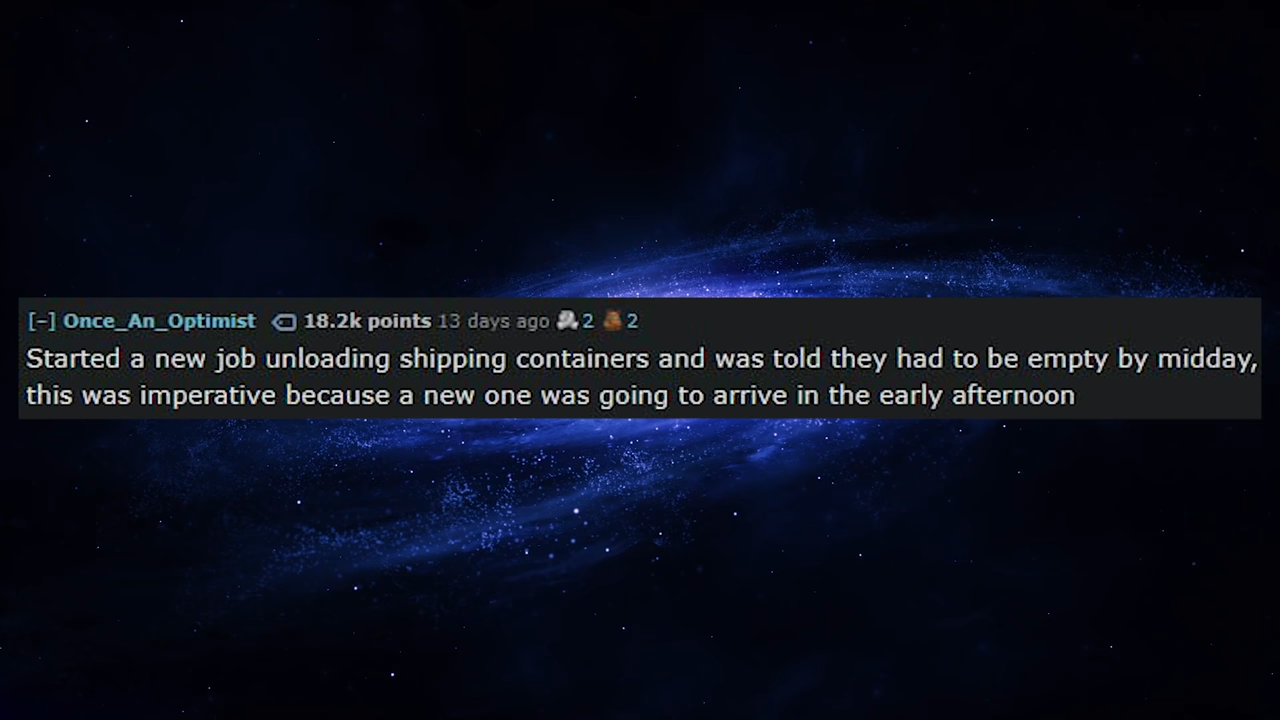 [–] Once_An_Optimist 18.2k points 13 days ago 2 2
Started a new job unloading shipping containers and was told they had to be empty by midday,
this was imperative because a new one was going to arrive in the early afternoon